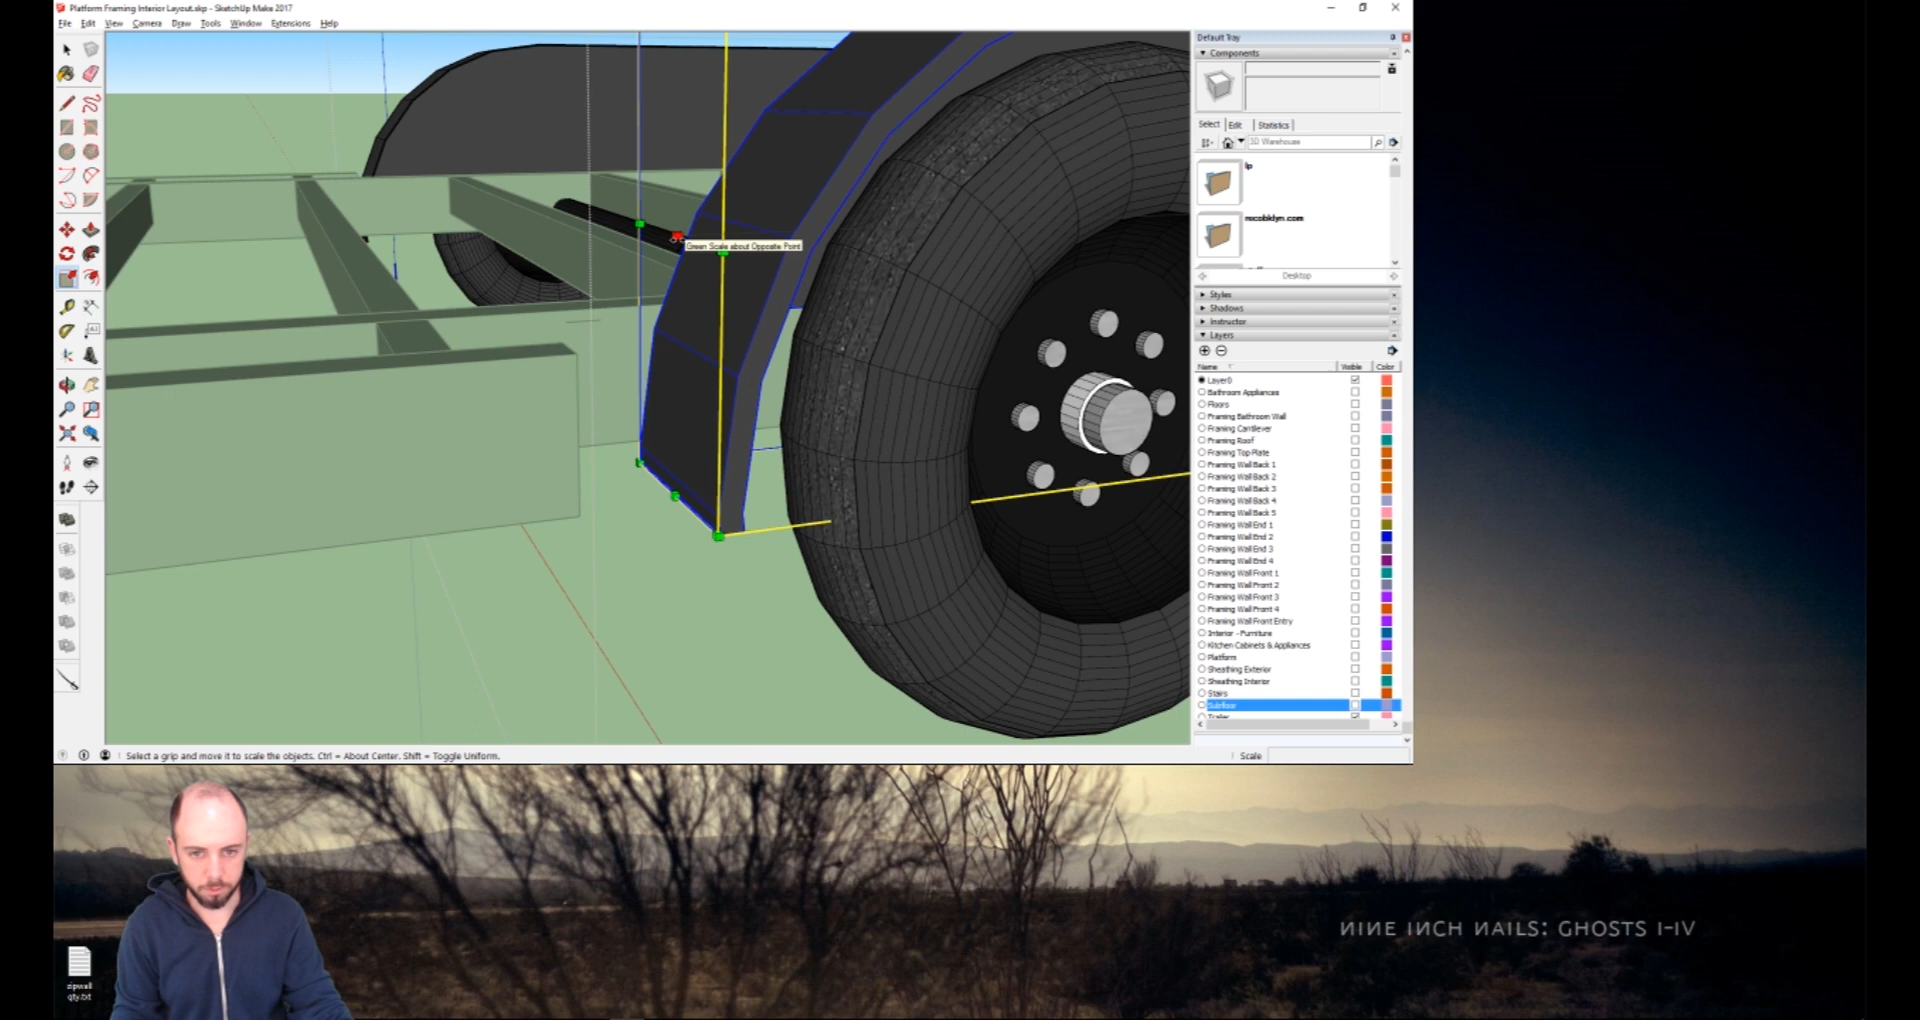 Platform Framing Interior Layout.skp - SketchUp Make 2017
File Edit View Camera Draw Tools Window Extensions Help
Default Tray
Components
Select Edit Statistics
3D Warehouse
lp
recobklyn.com
Desktop
Green Scale about Opposite Point
Styles
Shadows
Instructor
Layers
Name Visible Color
Layer0
Bathroom Appliances
Floors
Framing Bathroom Wall
Framing Cantilever
Framing Roof
Framing Top Plate
Framing Wall Back 1
Framing Wall Back 2
Framing Wall Back 3
Framing Wall Back 4
Framing Wall Back 5
Framing Wall End 1
Framing Wall End 2
Framing Wall End 3
Framing Wall End 4
Framing Wall Front 1
Framing Wall Front 2
Framing Wall Front 3
Framing Wall Front 4
Framing Wall Front Entry
Interior - Furniture
Kitchen Cabinets & Appliances
Platform
Sheathing Exterior
Sheathing Interior
Stairs
Subfloor
Trailer
Select a grip and move it to scale the objects. Ctrl = About Center. Shift = Toggle Uniform.
Scale
NINE INCH NAILS: GHOSTS I-IV
zipwall
qty.txt